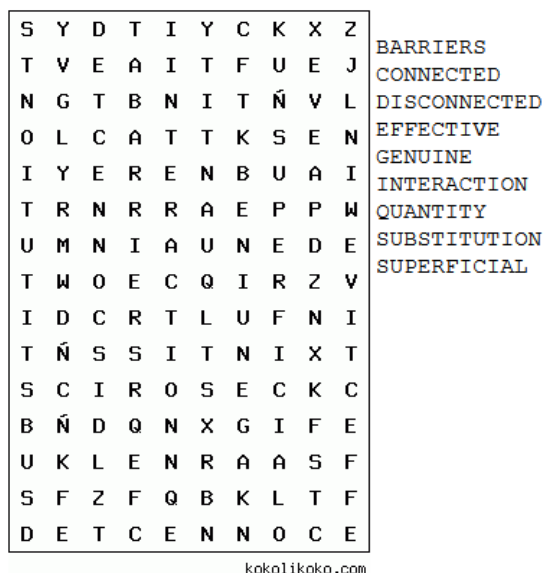 S Y D T I Y C K X Z
T V E A I T F U E J
N G T B N I T Ñ V L
O L C A T T K S E N
I Y E R E N B U A I
T R N R R A E P P W
U M N I A U N E D E
T W O E C Q I R Z V
I D C R T L U F N I
T Ñ S S I T N I X T
S C I R O S E C K C
B Ñ D Q N X G I F E
U K L E N R A A S F
S F Z F Q B K L T F
D E T C E N N O C E
BARRIERS
CONNECTED
DISCONNECTED
EFFECTIVE
GENUINE
INTERACTION
QUANTITY
SUBSTITUTION
SUPERFICIAL
kokolikoko.com